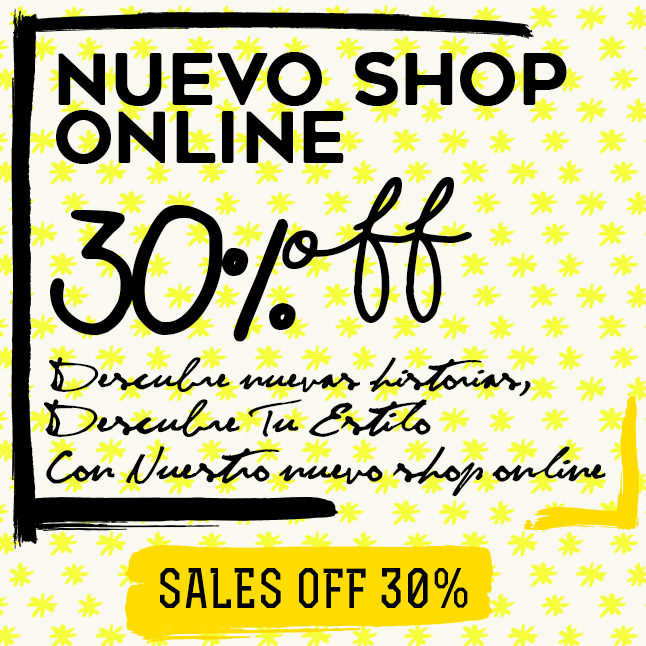 NUEVO SHOP
ONLINE
30% off
Descubre nuevas historias,
Descubre Tu Estilo
Con Nuestro nuevo shop online
SALES OFF 30%